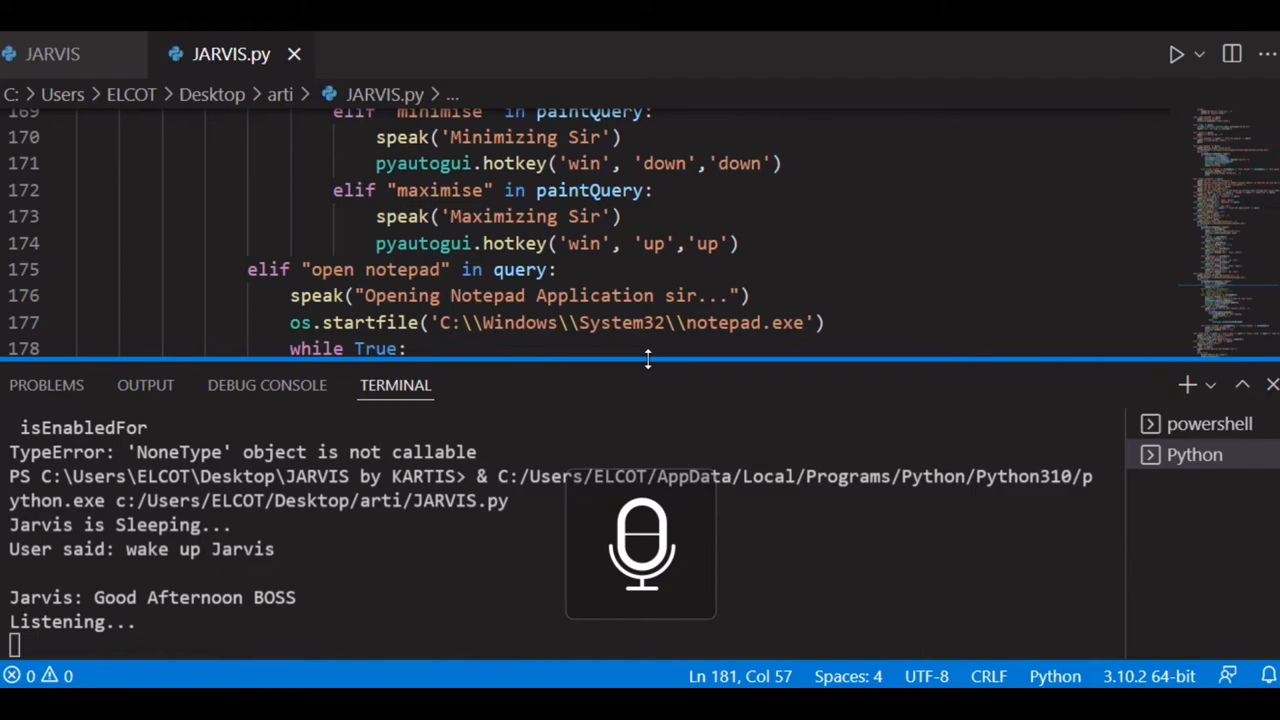 JARVIS JARVIS.py
C: > Users > ELCOT > Desktop > arti > JARVIS.py > ...
169 elif "minimise" in paintQuery:
170 speak('Minimizing Sir')
171 pyautogui.hotkey('win', 'down','down')
172 elif "maximise" in paintQuery:
173 speak('Maximizing Sir')
174 pyautogui.hotkey('win', 'up','up')
175 elif "open notepad" in query:
176 speak("Opening Notepad Application sir...")
177 os.startfile('C:\\Windows\\System32\\notepad.exe')
178 while True:
PROBLEMS OUTPUT DEBUG CONSOLE TERMINAL
isEnabledFor
TypeError: 'NoneType' object is not callable
PS C:\Users\ELCOT\Desktop\JARVIS by KARTIS> & C:/Users/ELCOT/AppData/Local/Programs/Python/Python310/p
ython.exe c:/Users/ELCOT/Desktop/arti/JARVIS.py
Jarvis is Sleeping...
User said: wake up Jarvis
Jarvis: Good Afternoon BOSS
Listening...
powershell
Python
0 0 Ln 181, Col 57 Spaces: 4 UTF-8 CRLF Python 3.10.2 64-bit